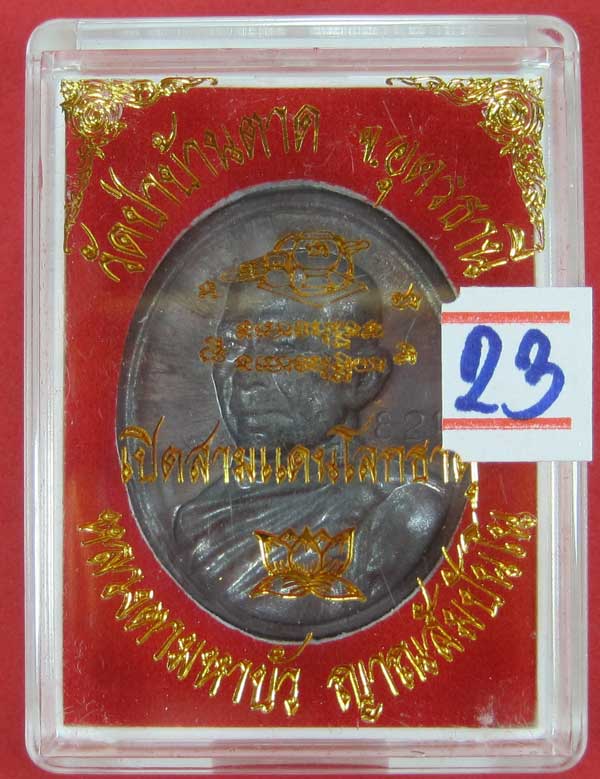 วัดป่าบ้านตาด จ.อุดรธานี
23
เปิดสามแดนโลกธาตุ
หลวงตามหาบัว ญาณสัมปันโน